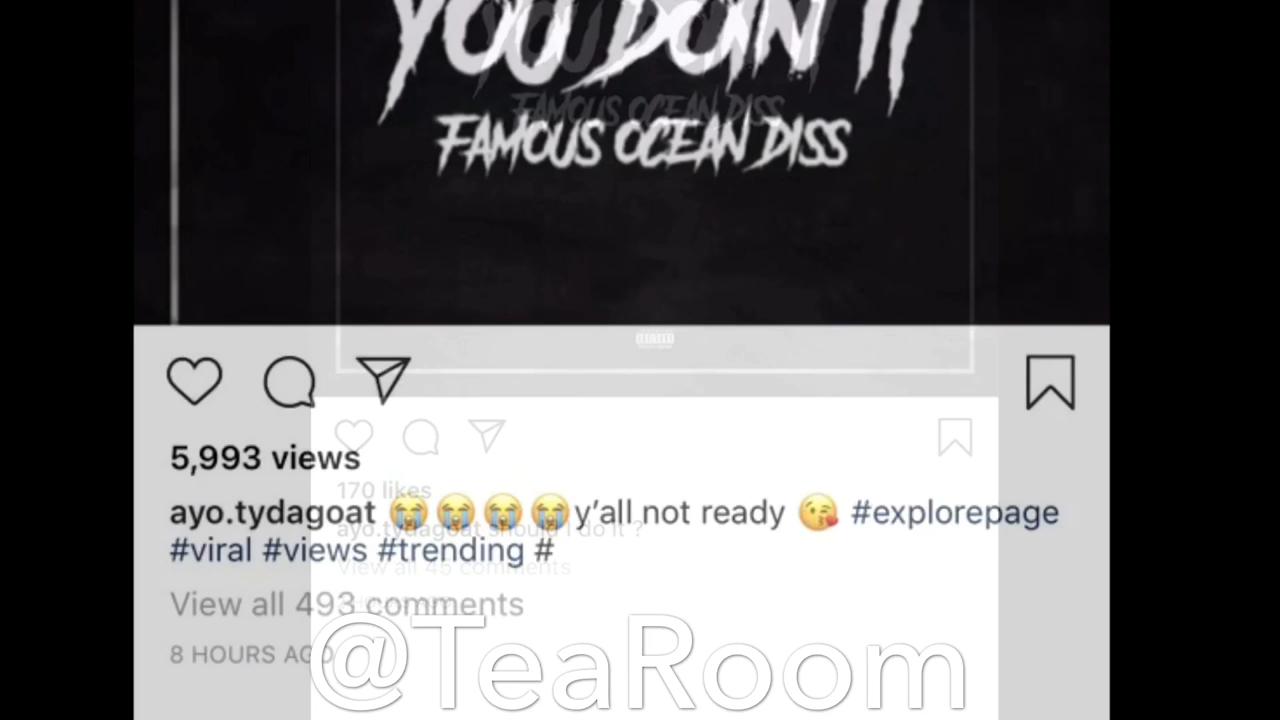 YOU DOIN IT
FAMOUS OCEAN DISS
FAMOUS OCEAN DISS
5,993 views
ayo.tydagoat 😭😭😭😭y’all not ready 😘 #explorepage
#viral #views #trending #
View all 493 comments
8 HOURS AGO
170 likes
ayo.tydagoat should I do it ?
View all 45 comments
@TeaRoom